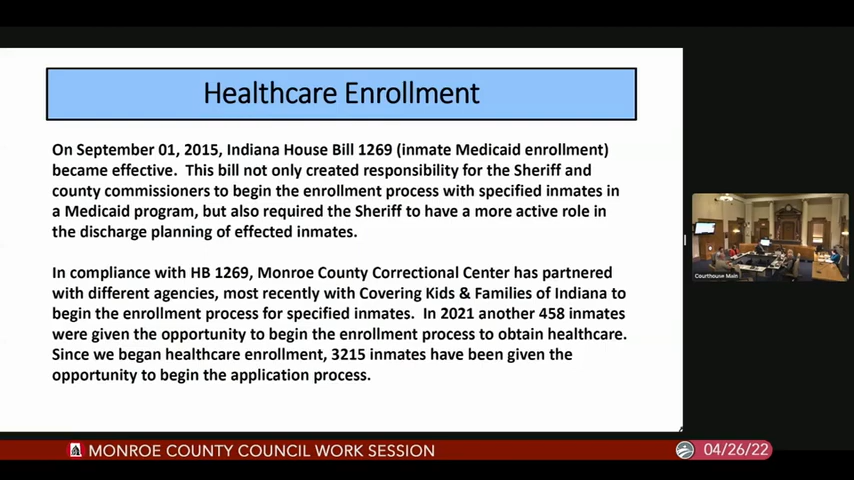 Healthcare Enrollment
On September 01, 2015, Indiana House Bill 1269 (inmate Medicaid enrollment)
became effective. This bill not only created responsibility for the Sheriff and
county commissioners to begin the enrollment process with specified inmates in
a Medicaid program, but also required the Sheriff to have a more active role in
the discharge planning of effected inmates.
In compliance with HB 1269, Monroe County Correctional Center has partnered
with different agencies, most recently with Covering Kids & Families of Indiana to
begin the enrollment process for specified inmates. In 2021 another 458 inmates
were given the opportunity to begin the enrollment process to obtain healthcare.
Since we began healthcare enrollment, 3215 inmates have been given the
opportunity to begin the application process.
Courthouse Main
MONROE COUNTY COUNCIL WORK SESSION
04/26/22